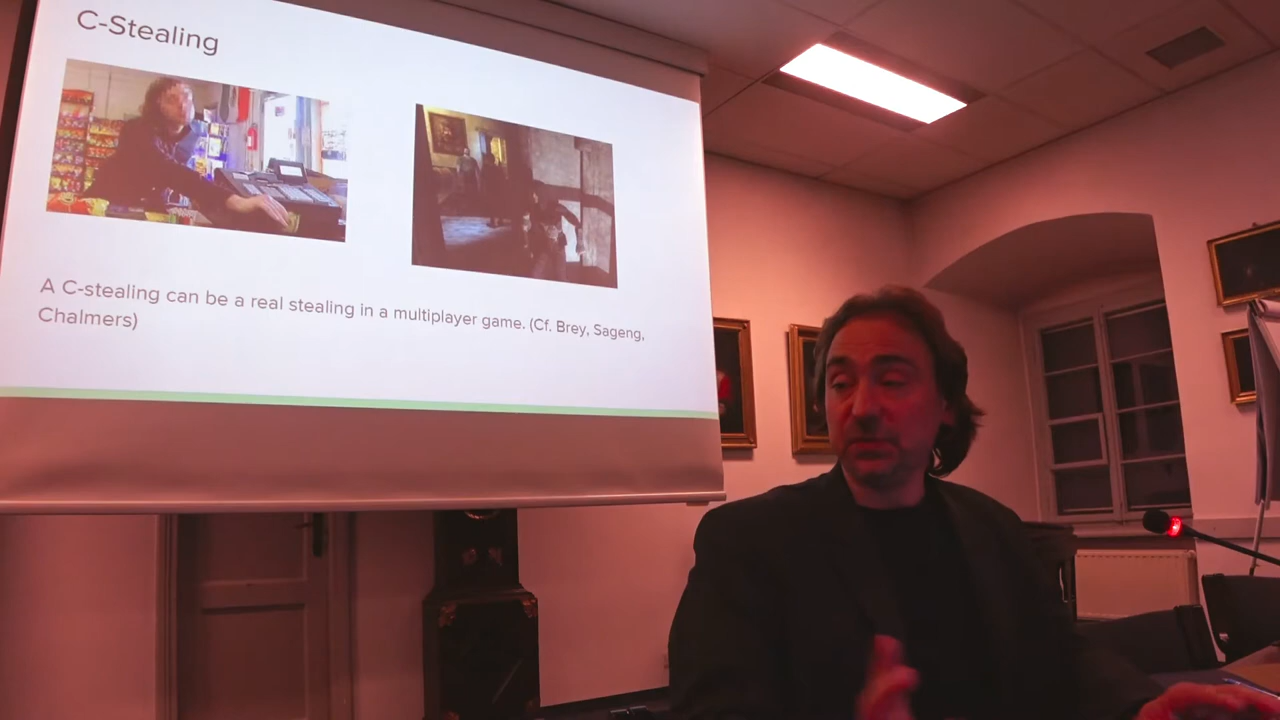 C-Stealing
A C-stealing can be a real stealing in a multiplayer game. (Cf. Brey, Sageng,
Chalmers)